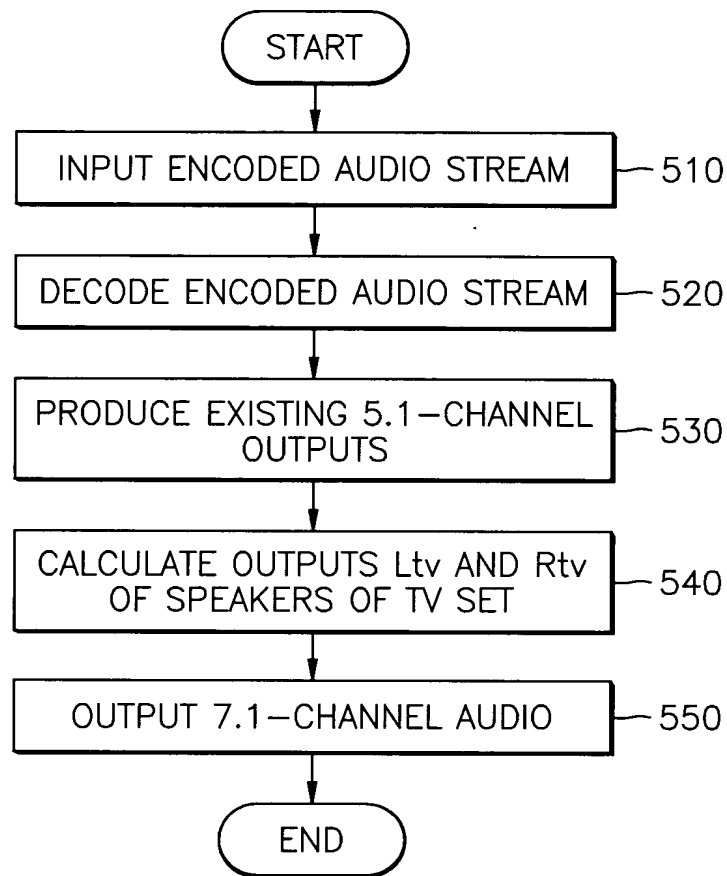 START
INPUT ENCODED AUDIO STREAM
510
DECODE ENCODED AUDIO STREAM
520
PRODUCE EXISTING 5.1-CHANNEL
OUTPUTS
530
CALCULATE OUTPUTS Ltv AND Rtv
OF SPEAKERS OF TV SET
540
OUTPUT 7.1-CHANNEL AUDIO
550
END